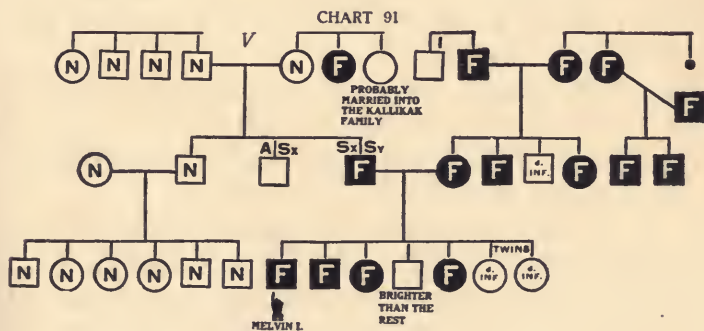 CHART 91
V
N N N N N F I F F F F
PROBABLY
MARRIED INTO
THE KALLIKAK
FAMILY
A Sx Sx Sy
N N F F F d. INF. F F F
N N N N N N F F F F TWINS d. INF. d. INF.
BRIGHTER
THAN THE
REST
MELVIN I.